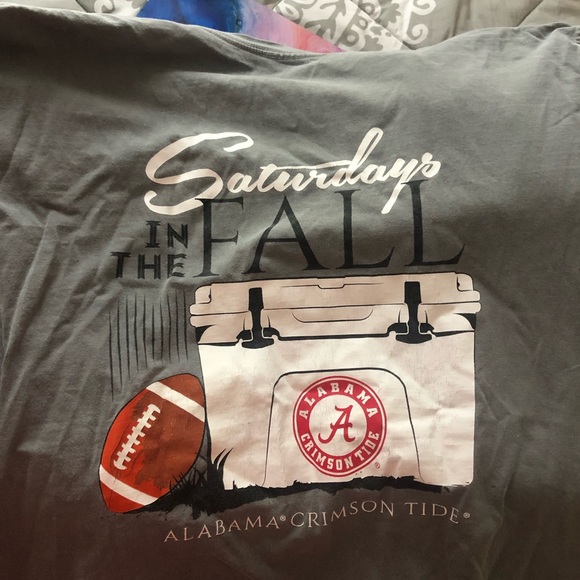 Saturdays
IN THE FALL
ALABAMA
A
CRIMSON TIDE®
ALABAMA® CRIMSON TIDE®